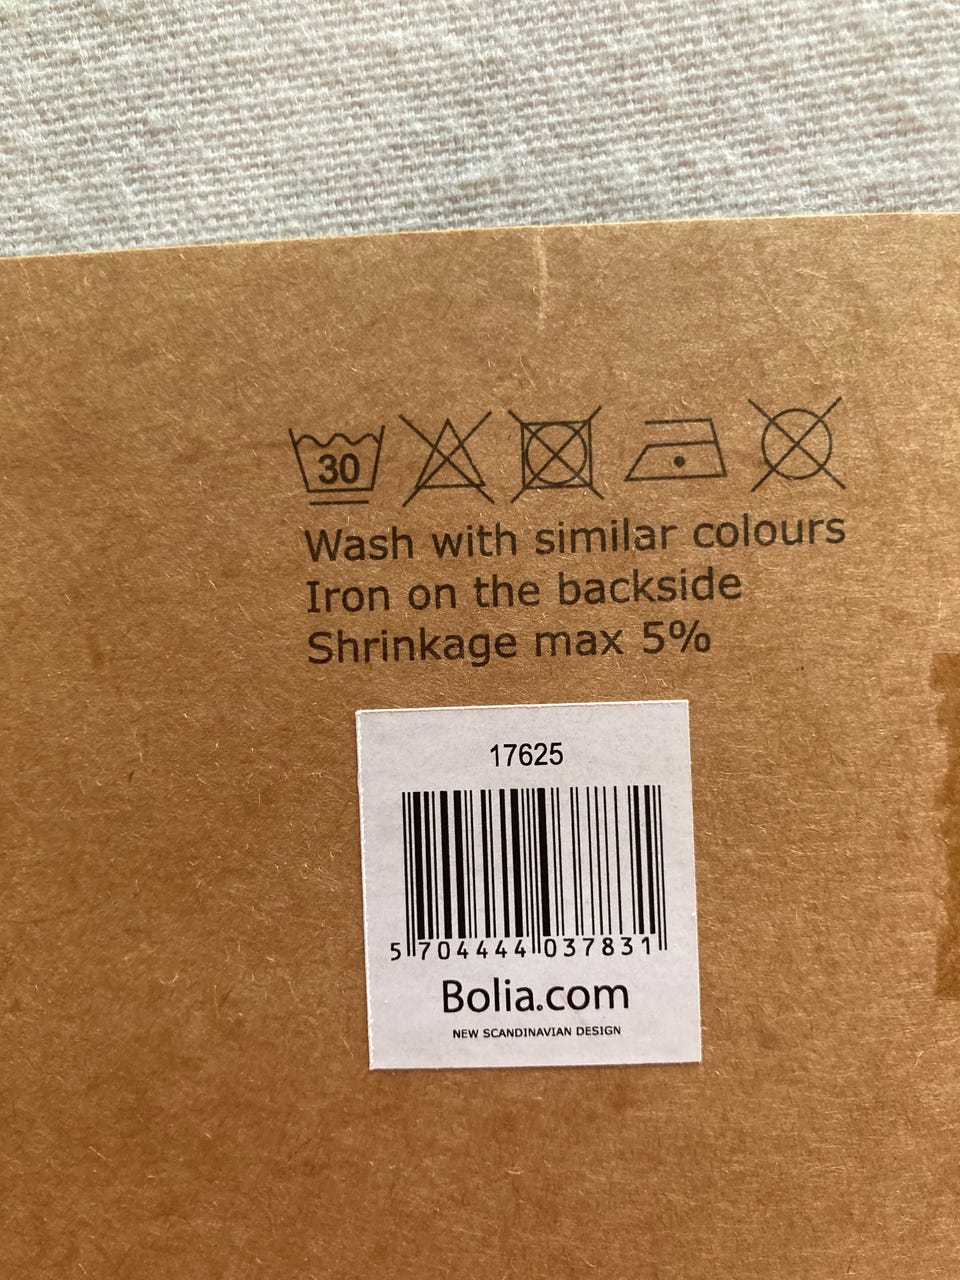 30
Wash with similar colours
Iron on the backside
Shrinkage max 5%
17625
5 704444 037831
Bolia.com
NEW SCANDINAVIAN DESIGN